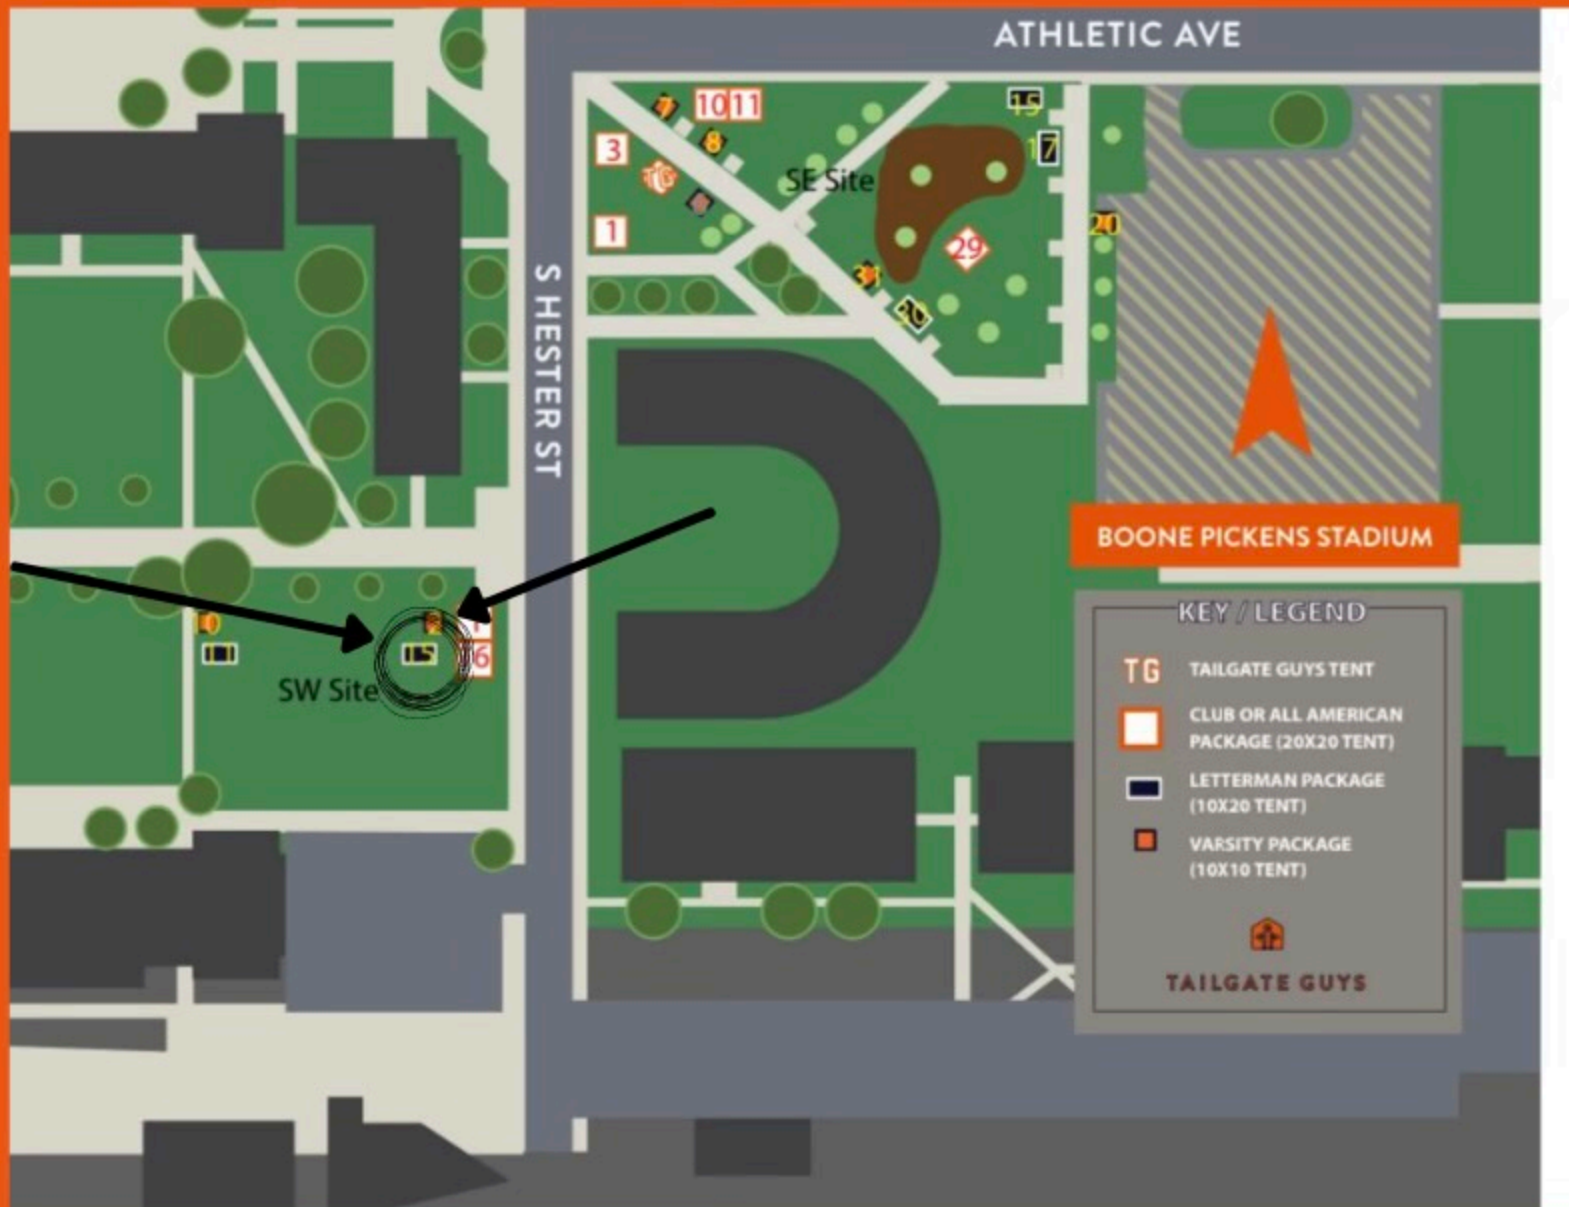 ATHLETIC AVE
7
10
11
8
3
TG
1
SE Site
15
17
20
29
S HESTER ST
BOONE PICKENS STADIUM
SW Site
KEY / LEGEND
TG TAILGATE GUYS TENT
CLUB OR ALL AMERICAN
PACKAGE (20X20 TENT)
LETTERMAN PACKAGE
(10X20 TENT)
VARSITY PACKAGE
(10X10 TENT)
TAILGATE GUYS